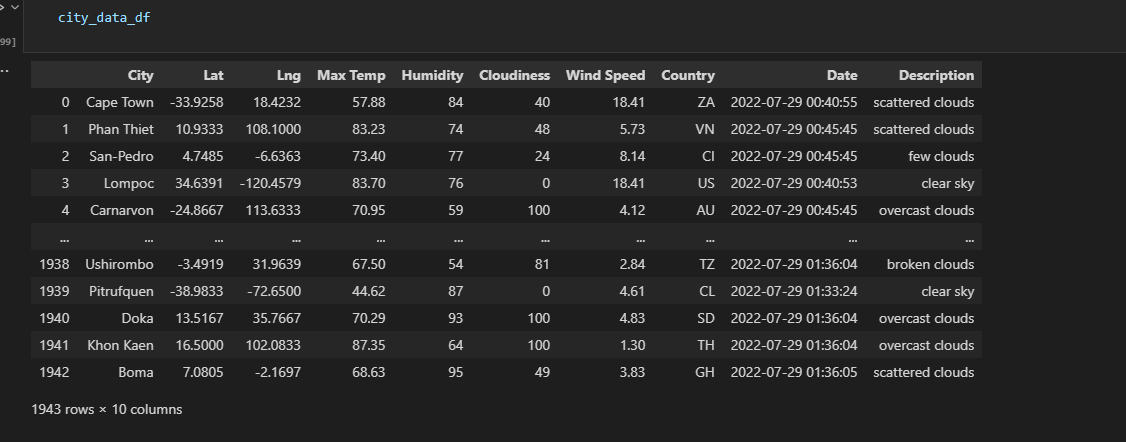 city_data_df
99]
City Lat Lng Max Temp Humidity Cloudiness Wind Speed Country Date Description
0 Cape Town -33.9258 18.4232 57.88 84 40 18.41 ZA 2022-07-29 00:40:55 scattered clouds
1 Phan Thiet 10.9333 108.1000 83.23 74 48 5.73 VN 2022-07-29 00:45:45 scattered clouds
2 San-Pedro 4.7485 -6.6363 73.40 77 24 8.14 CI 2022-07-29 00:45:45 few clouds
3 Lompoc 34.6391 -120.4579 83.70 76 0 18.41 US 2022-07-29 00:40:53 clear sky
4 Carnarvon -24.8667 113.6333 70.95 59 100 4.12 AU 2022-07-29 00:45:45 overcast clouds
... ... ... ... ... ... ... ... ... ... ...
1938 Ushirombo -3.4919 31.9639 67.50 54 81 2.84 TZ 2022-07-29 01:36:04 broken clouds
1939 Pitrufquen -38.9833 -72.6500 44.62 87 0 4.61 CL 2022-07-29 01:33:24 clear sky
1940 Doka 13.5167 35.7667 70.29 93 100 4.83 SD 2022-07-29 01:36:04 overcast clouds
1941 Khon Kaen 16.5000 102.0833 87.35 64 100 1.30 TH 2022-07-29 01:36:04 overcast clouds
1942 Boma 7.0805 -2.1697 68.63 95 49 3.83 GH 2022-07-29 01:36:05 scattered clouds
1943 rows × 10 columns